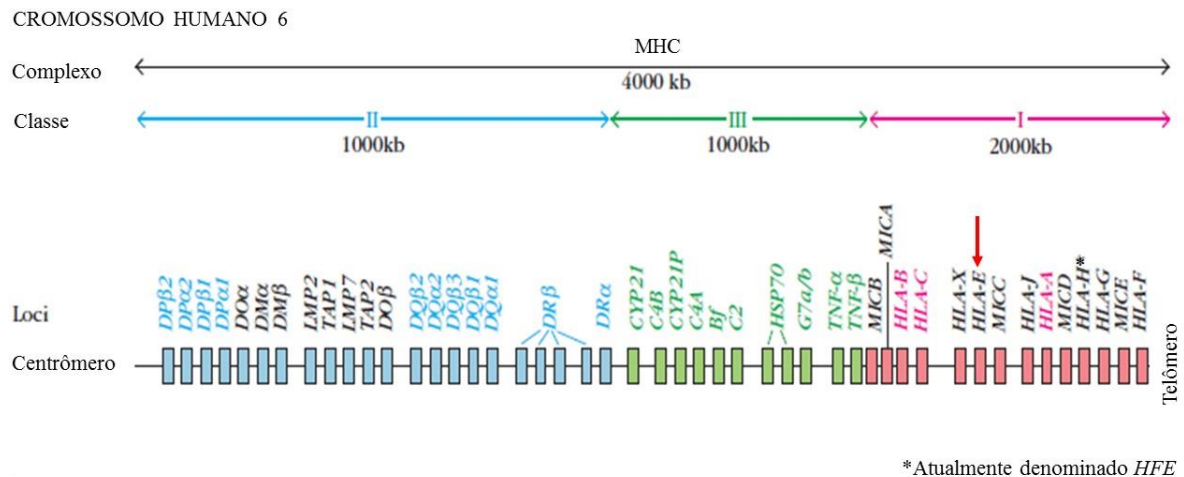 CROMOSSOMO HUMANO 6
MHC
Complexo
4000 kb
Classe
II
III
I
1000kb
1000kb
2000kb
Loci
DPβ2
DPα2
DPβ1
DPα1
DOα
DMα
DMβ
LMP2
TAP1
LMP7
TAP2
DOβ
DQβ2
DQα2
DQβ3
DQβ1
DQα1
DRβ
DRα
CYP21
C4B
CYP21P
C4A
Bf
C2
HSP70
G7a/b
TNF-α
TNF-β
MICB
MICA
HLA-B
HLA-C
HLA-X
HLA-E
MCC
HLA-J
HLA-A
MICD
HLA-H*
HLA-G
MICE
HLA-F
Centrômero
Telômero
*Atualmente denominado HFE